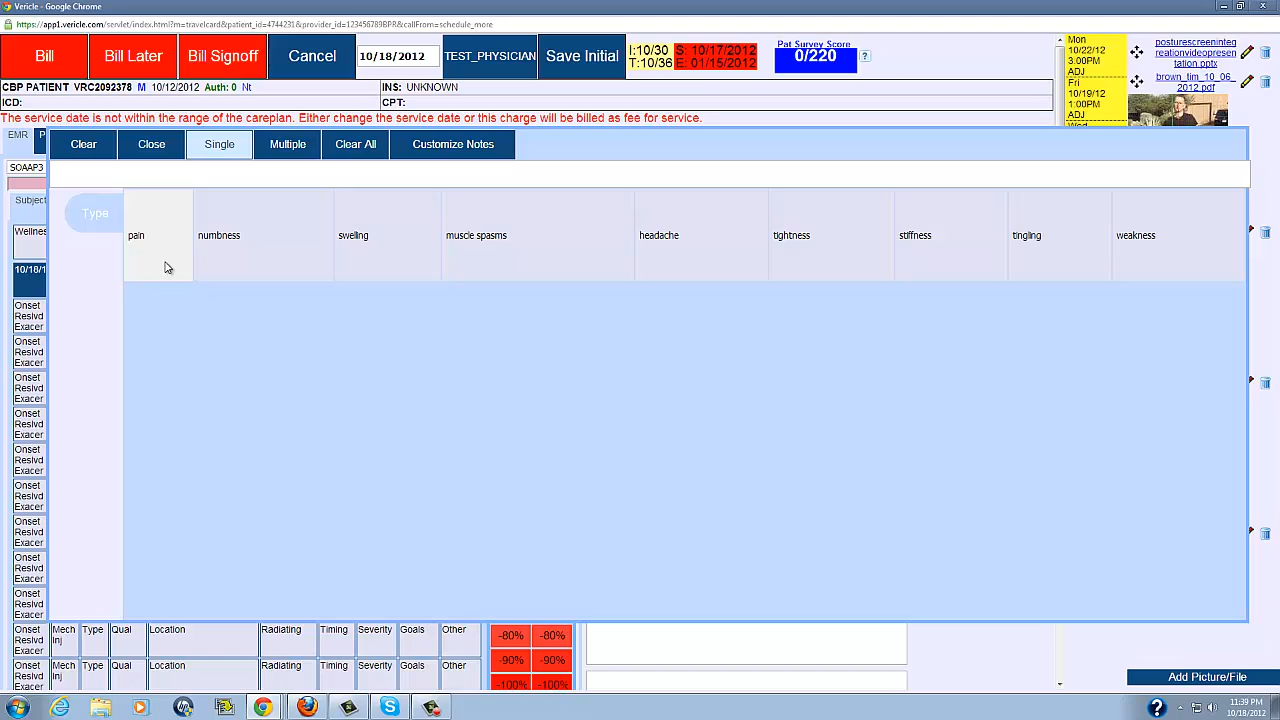 Vericle - Google Chrome
https://app1.vericle.com/servlet/index.html?m=travelcard&patient_id=4744231&provider_id=123456789BPR&callFrom=schedule_more
Bill
Bill Later
Bill Signoff
Cancel
10/18/2012
TEST_PHYSICIAN
Save Initial
I:10/30
T:10/36
S: 10/17/2012
E: 01/15/2012
Pat Survey Score
0/220
?
Mon
10/22/12
3:00PM
ADJ
Fri
10/19/12
1:00PM
ADJ
Wed
posturescreeninteg
reationvideopresen
tation.pptx
brown_tim_10_06_
2012.pdf
CBP PATIENT VRC2092378 M 10/12/2012 Auth: 0 Nt
INS: UNKNOWN
ICD:
CPT:
The service date is not within the range of the careplan. Either change the service date or this charge will be billed as fee for service.
EMR
P
SOAAP3
Subject
Wellnes
10/18/1
Clear
Close
Single
Multiple
Clear All
Customize Notes
Type
pain
numbness
swelling
muscle spasms
headache
tightness
stiffness
tingling
weakness
Onset
Reslvd
Exacer
Onset
Reslvd
Exacer
Onset
Reslvd
Exacer
Onset
Reslvd
Exacer
Onset
Reslvd
Exacer
Onset
Reslvd
Exacer
Onset
Reslvd
Exacer
Onset
Reslvd
Exacer
Onset
Reslvd
Exacer
Onset
Reslvd
Exacer
Mech
Inj
Type
Qual
Location
Radiating
Timing
Severity
Goals
Other
-80%
-80%
-90%
-90%
Onset
Reslvd
Exacer
Mech
Inj
Type
Qual
Location
Radiating
Timing
Severity
Goals
Other
-100%
-100%
Add Picture/File
11:39 PM
10/18/2012